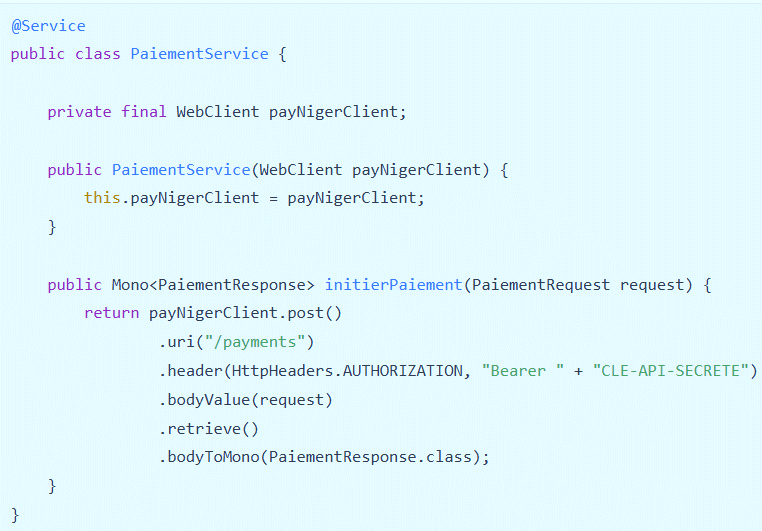 @Service
public class PaiementService {
    private final WebClient payNigerClient;
    public PaiementService(WebClient payNigerClient) {
        this.payNigerClient = payNigerClient;
    }
    public Mono<PaiementResponse> initierPaiement(PaiementRequest request) {
        return payNigerClient.post()
                .uri("/payments")
                .header(HttpHeaders.AUTHORIZATION, "Bearer " + "CLE-API-SECRETE")
                .bodyValue(request)
                .retrieve()
                .bodyToMono(PaiementResponse.class);
    }
}